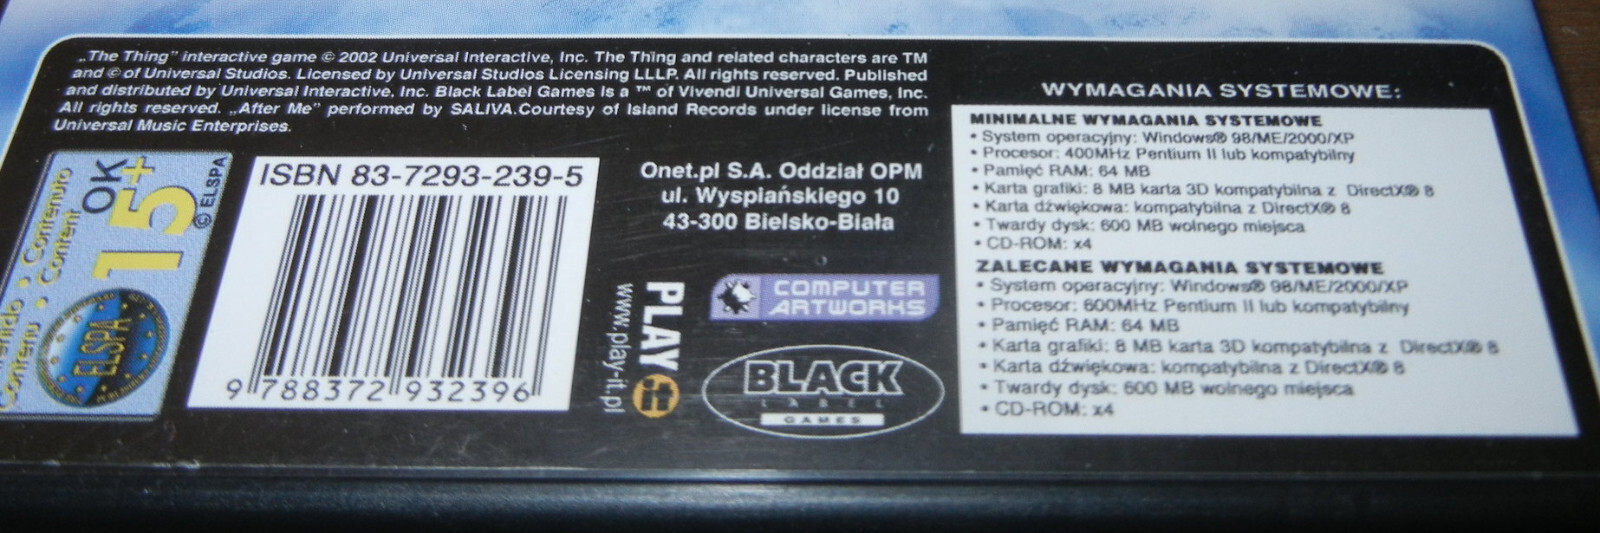 „The Thing” interactive game © 2002 Universal Interactive, Inc. The Thing and related characters are TM
and © of Universal Studios. Licensed by Universal Studios Licensing LLLP. All rights reserved. Published
and distributed by Universal Interactive, Inc. Black Label Games is a ™ of Vivendi Universal Games, Inc.
All rights reserved. „After Me” performed by SALIVA.Courtesy of Island Records under license from
Universal Music Enterprises.
OK
15+
© ELSPA
Contenuto
Content
Contenu
ELSPA
ISBN 83-7293-239-5
9 788372 932396
Onet.pl S.A. Oddział OPM
ul. Wyspiańskiego 10
43-300 Bielsko-Biała
PLAY it
www.play-it.pl
COMPUTER
ARTWORKS
BLACK
LABEL
GAMES
WYMAGANIA SYSTEMOWE:
MINIMALNE WYMAGANIA SYSTEMOWE
• System operacyjny: Windows® 98/ME/2000/XP
• Procesor: 400MHz Pentium II lub kompatybilny
• Pamięć RAM: 64 MB
• Karta grafiki: 8 MB karta 3D kompatybilna z DirectX® 8
• Karta dźwiękowa: kompatybilna z DirectX® 8
• Twardy dysk: 600 MB wolnego miejsca
• CD-ROM: x4
ZALECANE WYMAGANIA SYSTEMOWE
• System operacyjny: Windows® 98/ME/2000/XP
• Procesor: 600MHz Pentium II lub kompatybilny
• Pamięć RAM: 64 MB
• Karta grafiki: 8 MB karta 3D kompatybilna z DirectX® 8
• Karta dźwiękowa: kompatybilna z DirectX® 8
• Twardy dysk: 600 MB wolnego miejsca
• CD-ROM: x4